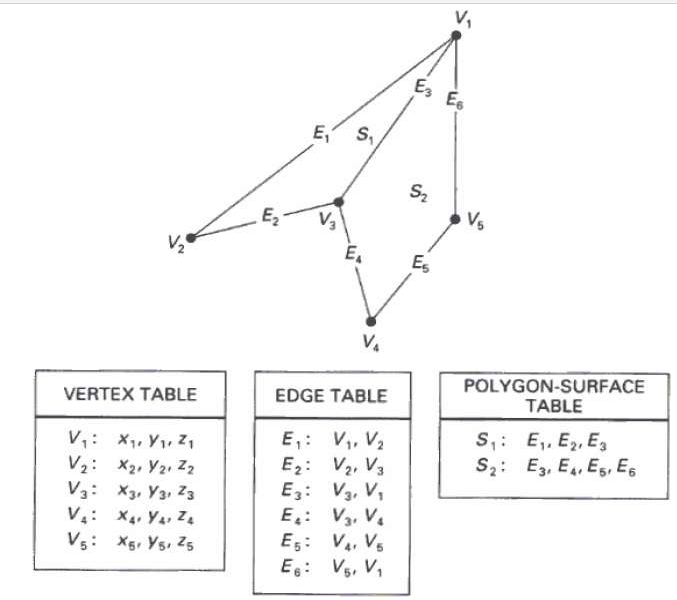 V₁
E₃
E₆
E₁
S₁
S₂
E₂
V₃
V₅
V₂
E₄
E₅
V₄
VERTEX TABLE
V₁: x₁, y₁, z₁
V₂: x₂, y₂, z₂
V₃: x₃, y₃, z₃
V₄: x₄, y₄, z₄
V₅: x₅, y₅, z₅
EDGE TABLE
E₁: V₁, V₂
E₂: V₂, V₃
E₃: V₃, V₁
E₄: V₃, V₄
E₅: V₄, V₅
E₆: V₅, V₁
POLYGON-SURFACE
TABLE
S₁: E₁, E₂, E₃
S₂: E₃, E₄, E₅, E₆